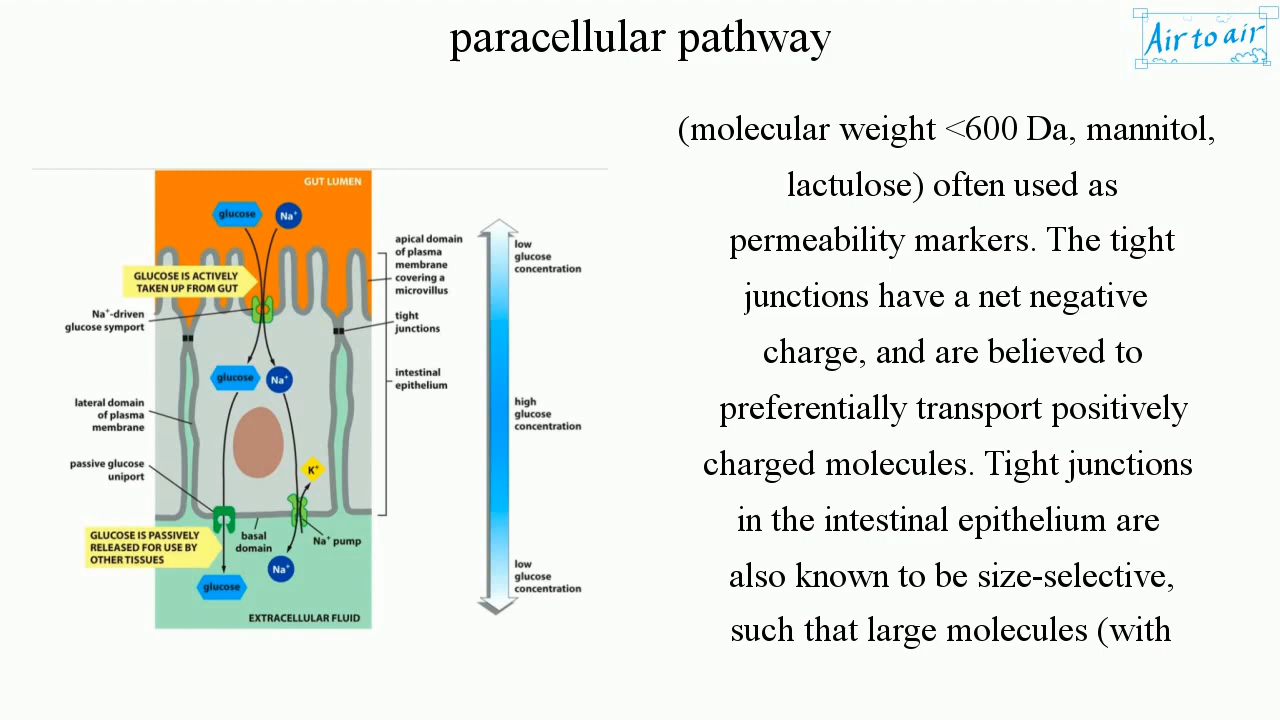 paracellular pathway
Air to air
(molecular weight <600 Da, mannitol,
lactulose) often used as
permeability markers. The tight
junctions have a net negative
charge, and are believed to
preferentially transport positively
charged molecules. Tight junctions
in the intestinal epithelium are
also known to be size-selective,
such that large molecules (with
GUT LUMEN
glucose
Na⁺
GLUCOSE IS ACTIVELY
TAKEN UP FROM GUT
Na⁺-driven
glucose symport
apical domain
of plasma
membrane
covering a
microvillus
tight
junctions
glucose
Na⁺
intestinal
epithelium
lateral domain
of plasma
membrane
passive glucose
uniport
K⁺
GLUCOSE IS PASSIVELY
RELEASED FOR USE BY
OTHER TISSUES
basal
domain
Na⁺ pump
Na⁺
glucose
EXTRACELLULAR FLUID
low
glucose
concentration
high
glucose
concentration
low
glucose
concentration